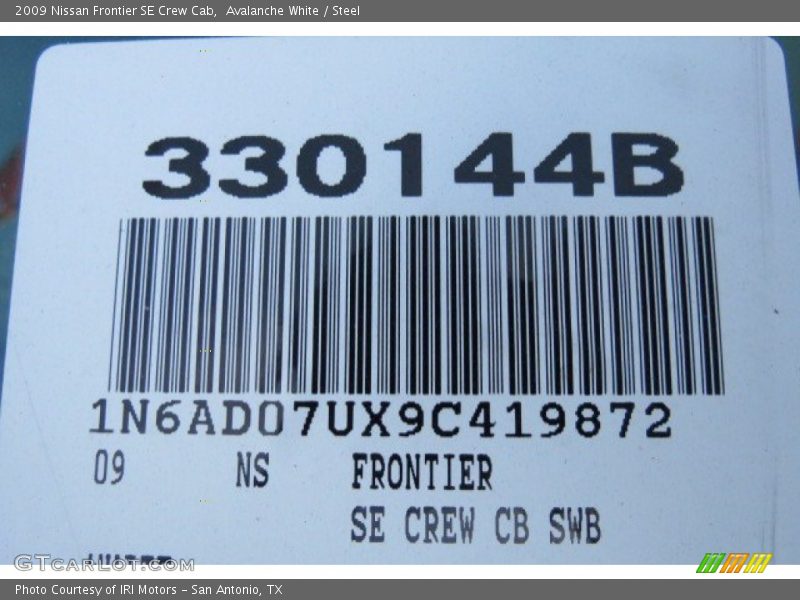 2009 Nissan Frontier SE Crew Cab,  Avalanche White / Steel
330144B
1N6AD07UX9C419872
09 NS FRONTIER
SE CREW CB SWB
GTCARLOT.COM
Photo Courtesy of IRI Motors – San Antonio, TX